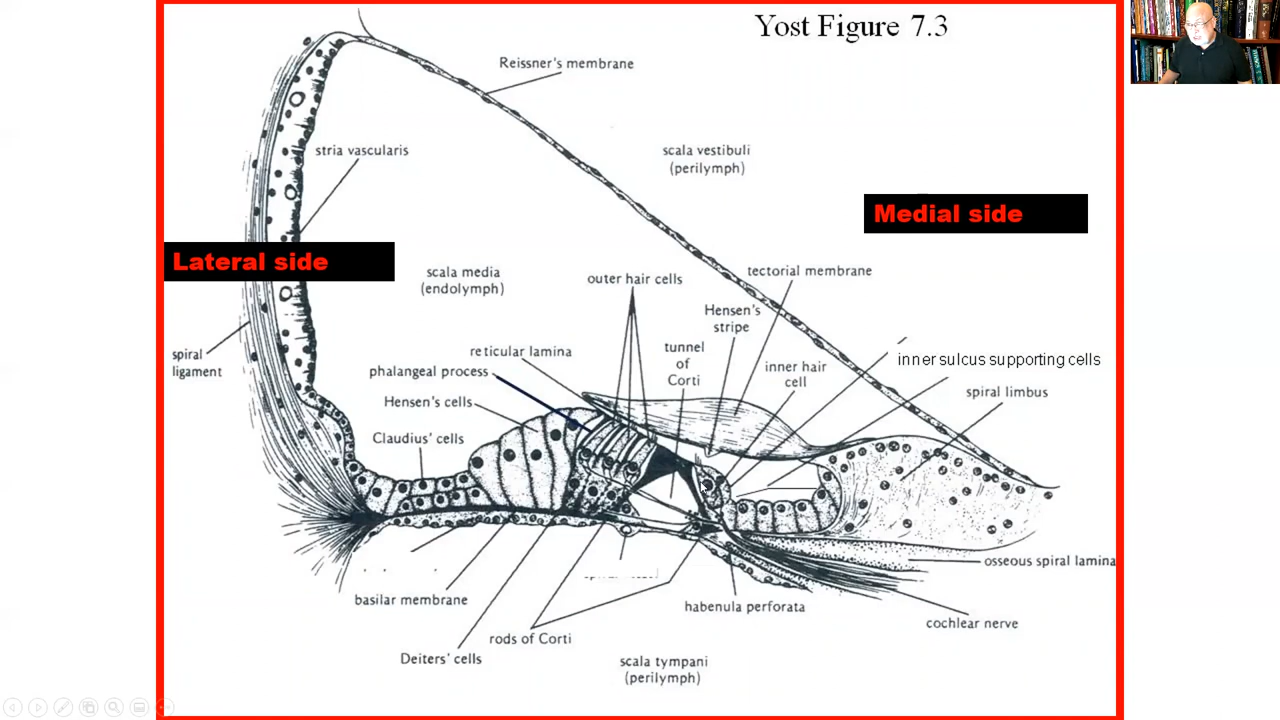 Yost Figure 7.3
Reissner's membrane
stria vascularis
scala vestibuli
(perilymph)
Medial side
Lateral side
scala media
(endolymph)
outer hair cells
tectorial membrane
Hensen's
stripe
spiral
ligament
reticular lamina
tunnel
of
Corti
inner hair
cell
inner sulcus supporting cells
phalangeal process
spiral limbus
Hensen's cells
Claudius' cells
osseous spiral lamina
basilar membrane
habenula perforata
cochlear nerve
rods of Corti
Deiters' cells
scala tympani
(perilymph)